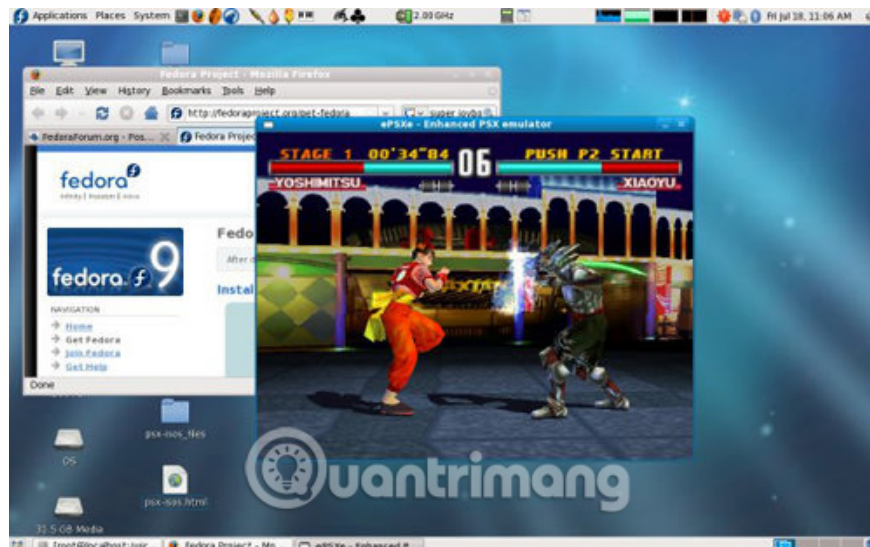 Applications Places System 2.00 GHz Fri Jul 18, 11:06 AM
Fedora Project - Mozilla Firefox
File Edit View History Bookmarks Tools Help
http://fedoraproject.org/get-fedora
FedoraForum.org - Pos...
Fedora Projec
ePSXe - Enhanced PSX emulator
STAGE 1 00'34"84 06 PUSH P2 START
YOSHIMITSU XIAOYU
fedora
Fedo
After
fedora 9
Instal
NAVIGATION
Home
Get Fedora
Join Fedora
Get Help
Done
psx-isos_files
OS
psx-isos.html
31.5 GB Media
Quantrimang
Fedora Project - Mo...
ePSXe - Enhanced P...